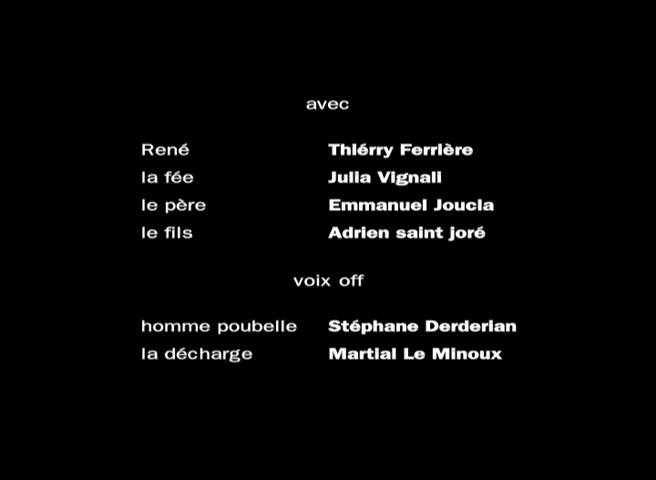 avec
René Thiérry Ferrière
la fée Julia Vignali
le père Emmanuel Joucla
le fils Adrien saint joré
voix off
homme poubelle Stéphane Derderian
la décharge Martial Le Minoux